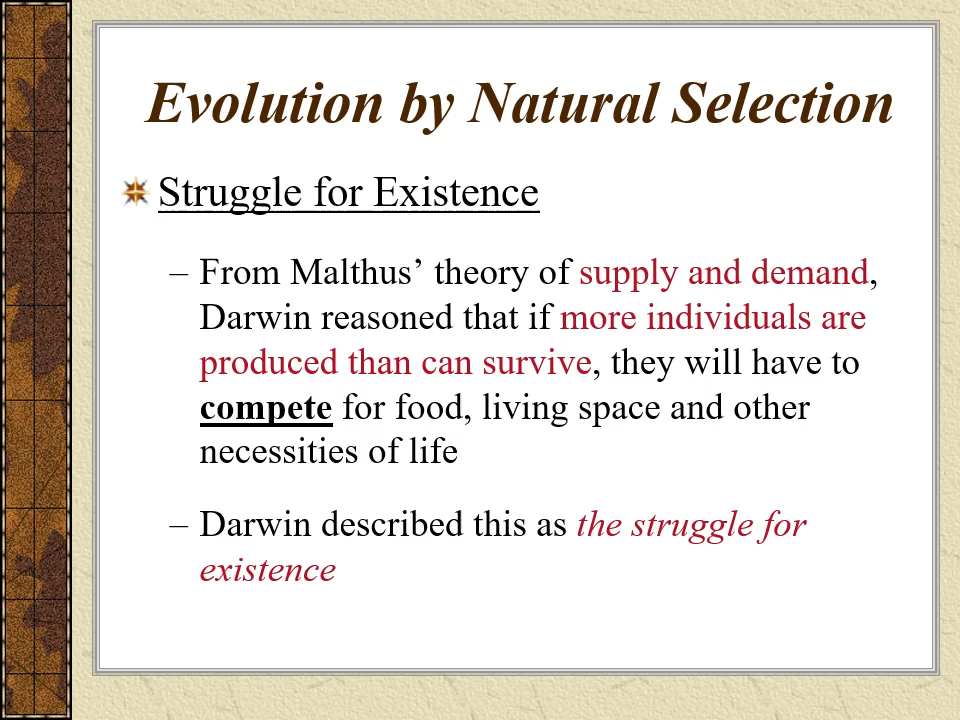 Evolution by Natural Selection
Struggle for Existence
– From Malthus’ theory of supply and demand,
Darwin reasoned that if more individuals are
produced than can survive, they will have to
compete for food, living space and other
necessities of life
– Darwin described this as the struggle for
existence